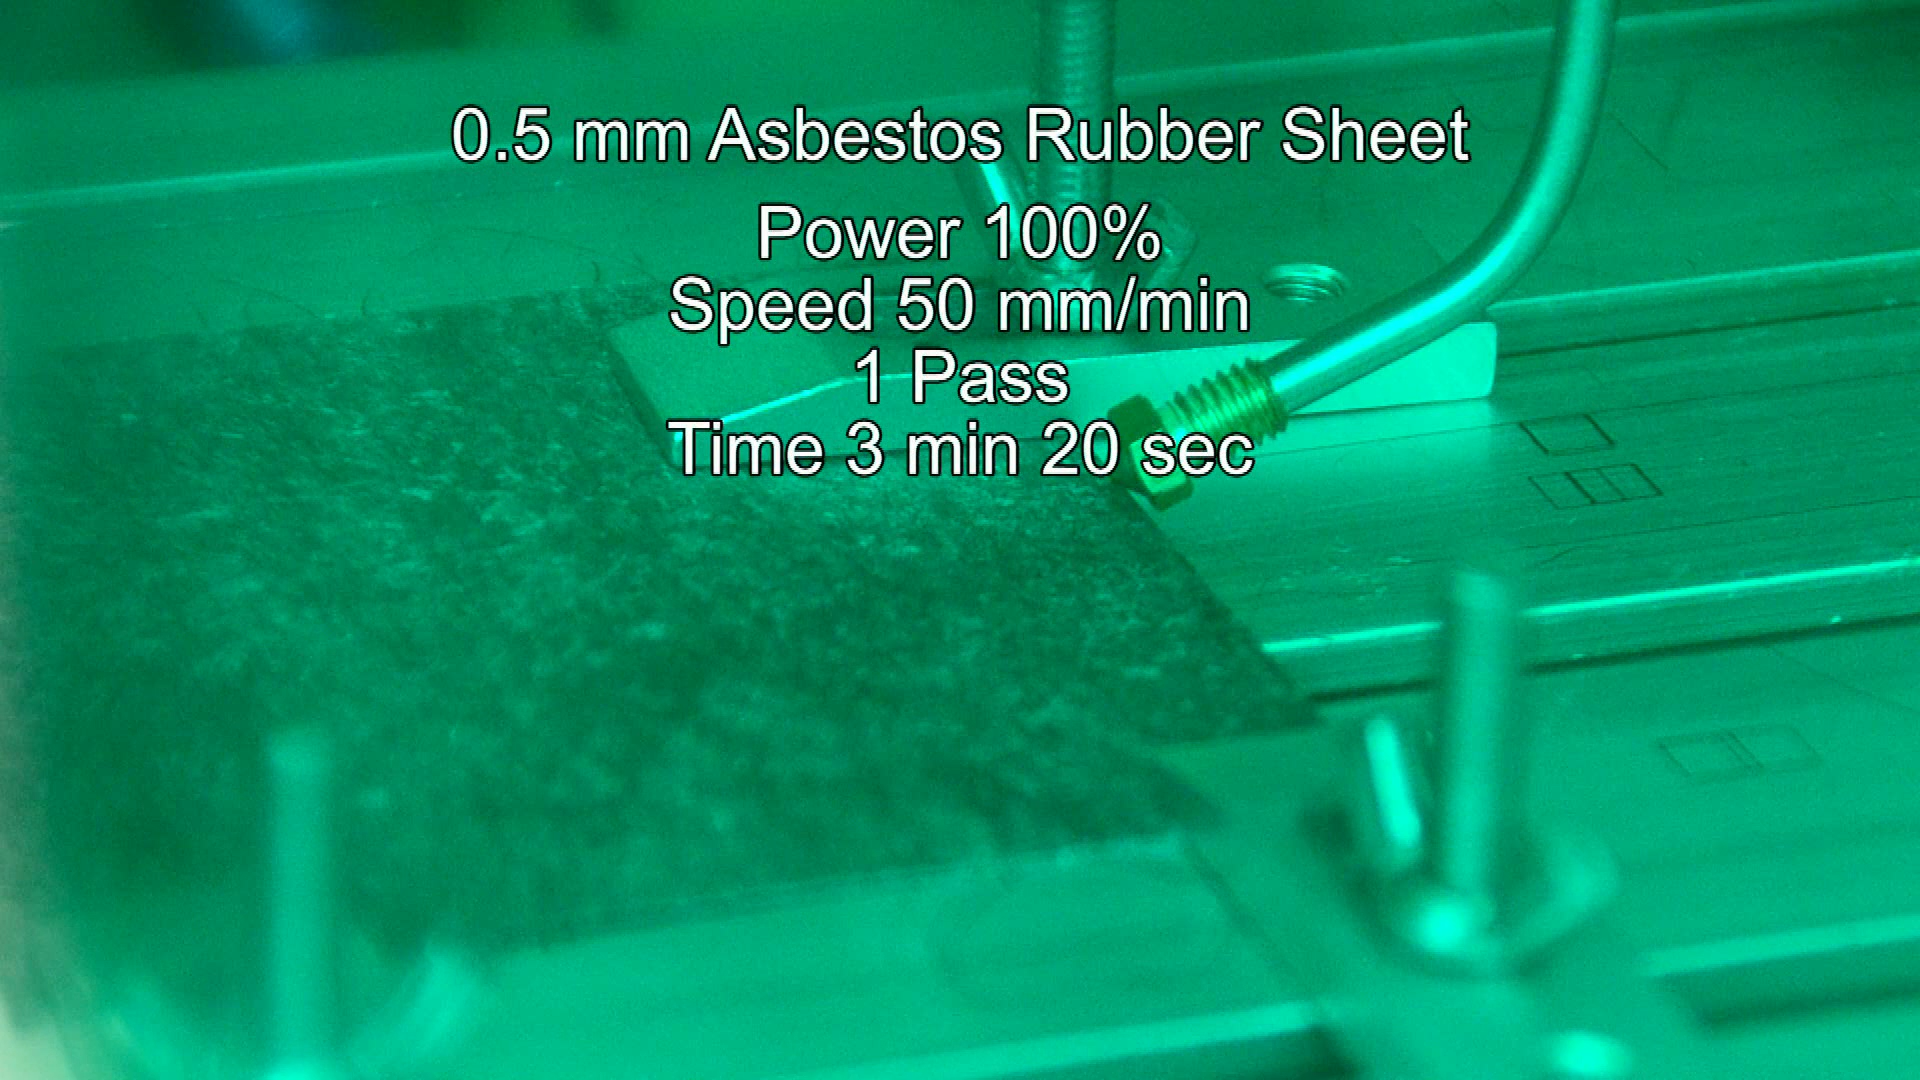 0.5 mm Asbestos Rubber Sheet
Power 100%
Speed 50 mm/min
1 Pass
Time 3 min 20 sec